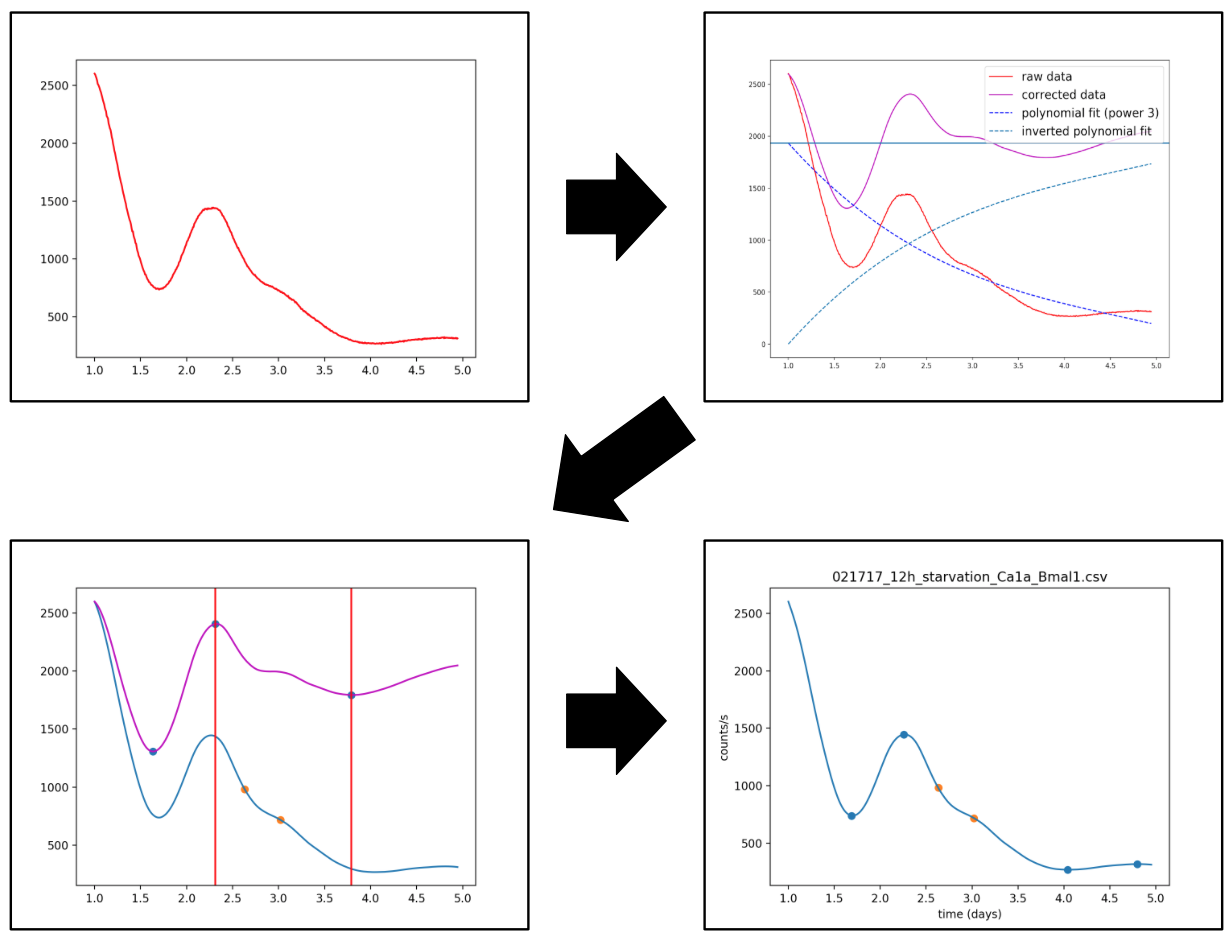 2500
2000
1500
1000
500
1.0 1.5 2.0 2.5 3.0 3.5 4.0 4.5 5.0
raw data
corrected data
polynomial fit (power 3)
inverted polynomial fit
2500
2000
1500
1000
500
0
1.0 1.5 2.0 2.5 3.0 3.5 4.0 4.5 5.0
2500
2000
1500
1000
500
1.0 1.5 2.0 2.5 3.0 3.5 4.0 4.5 5.0
021717_12h_starvation_Ca1a_Bmal1.csv
counts/s
2500
2000
1500
1000
500
1.0 1.5 2.0 2.5 3.0 3.5 4.0 4.5 5.0
time (days)